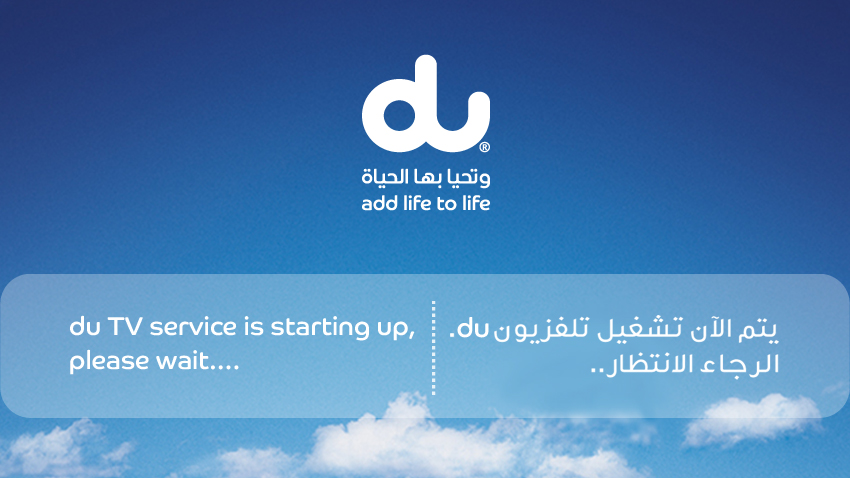 du®
وتحيا بها الحياة
add life to life
du TV service is starting up,
please wait....
يتم الآن تشغيل تلفزيون du.
الرجاء الانتظار..